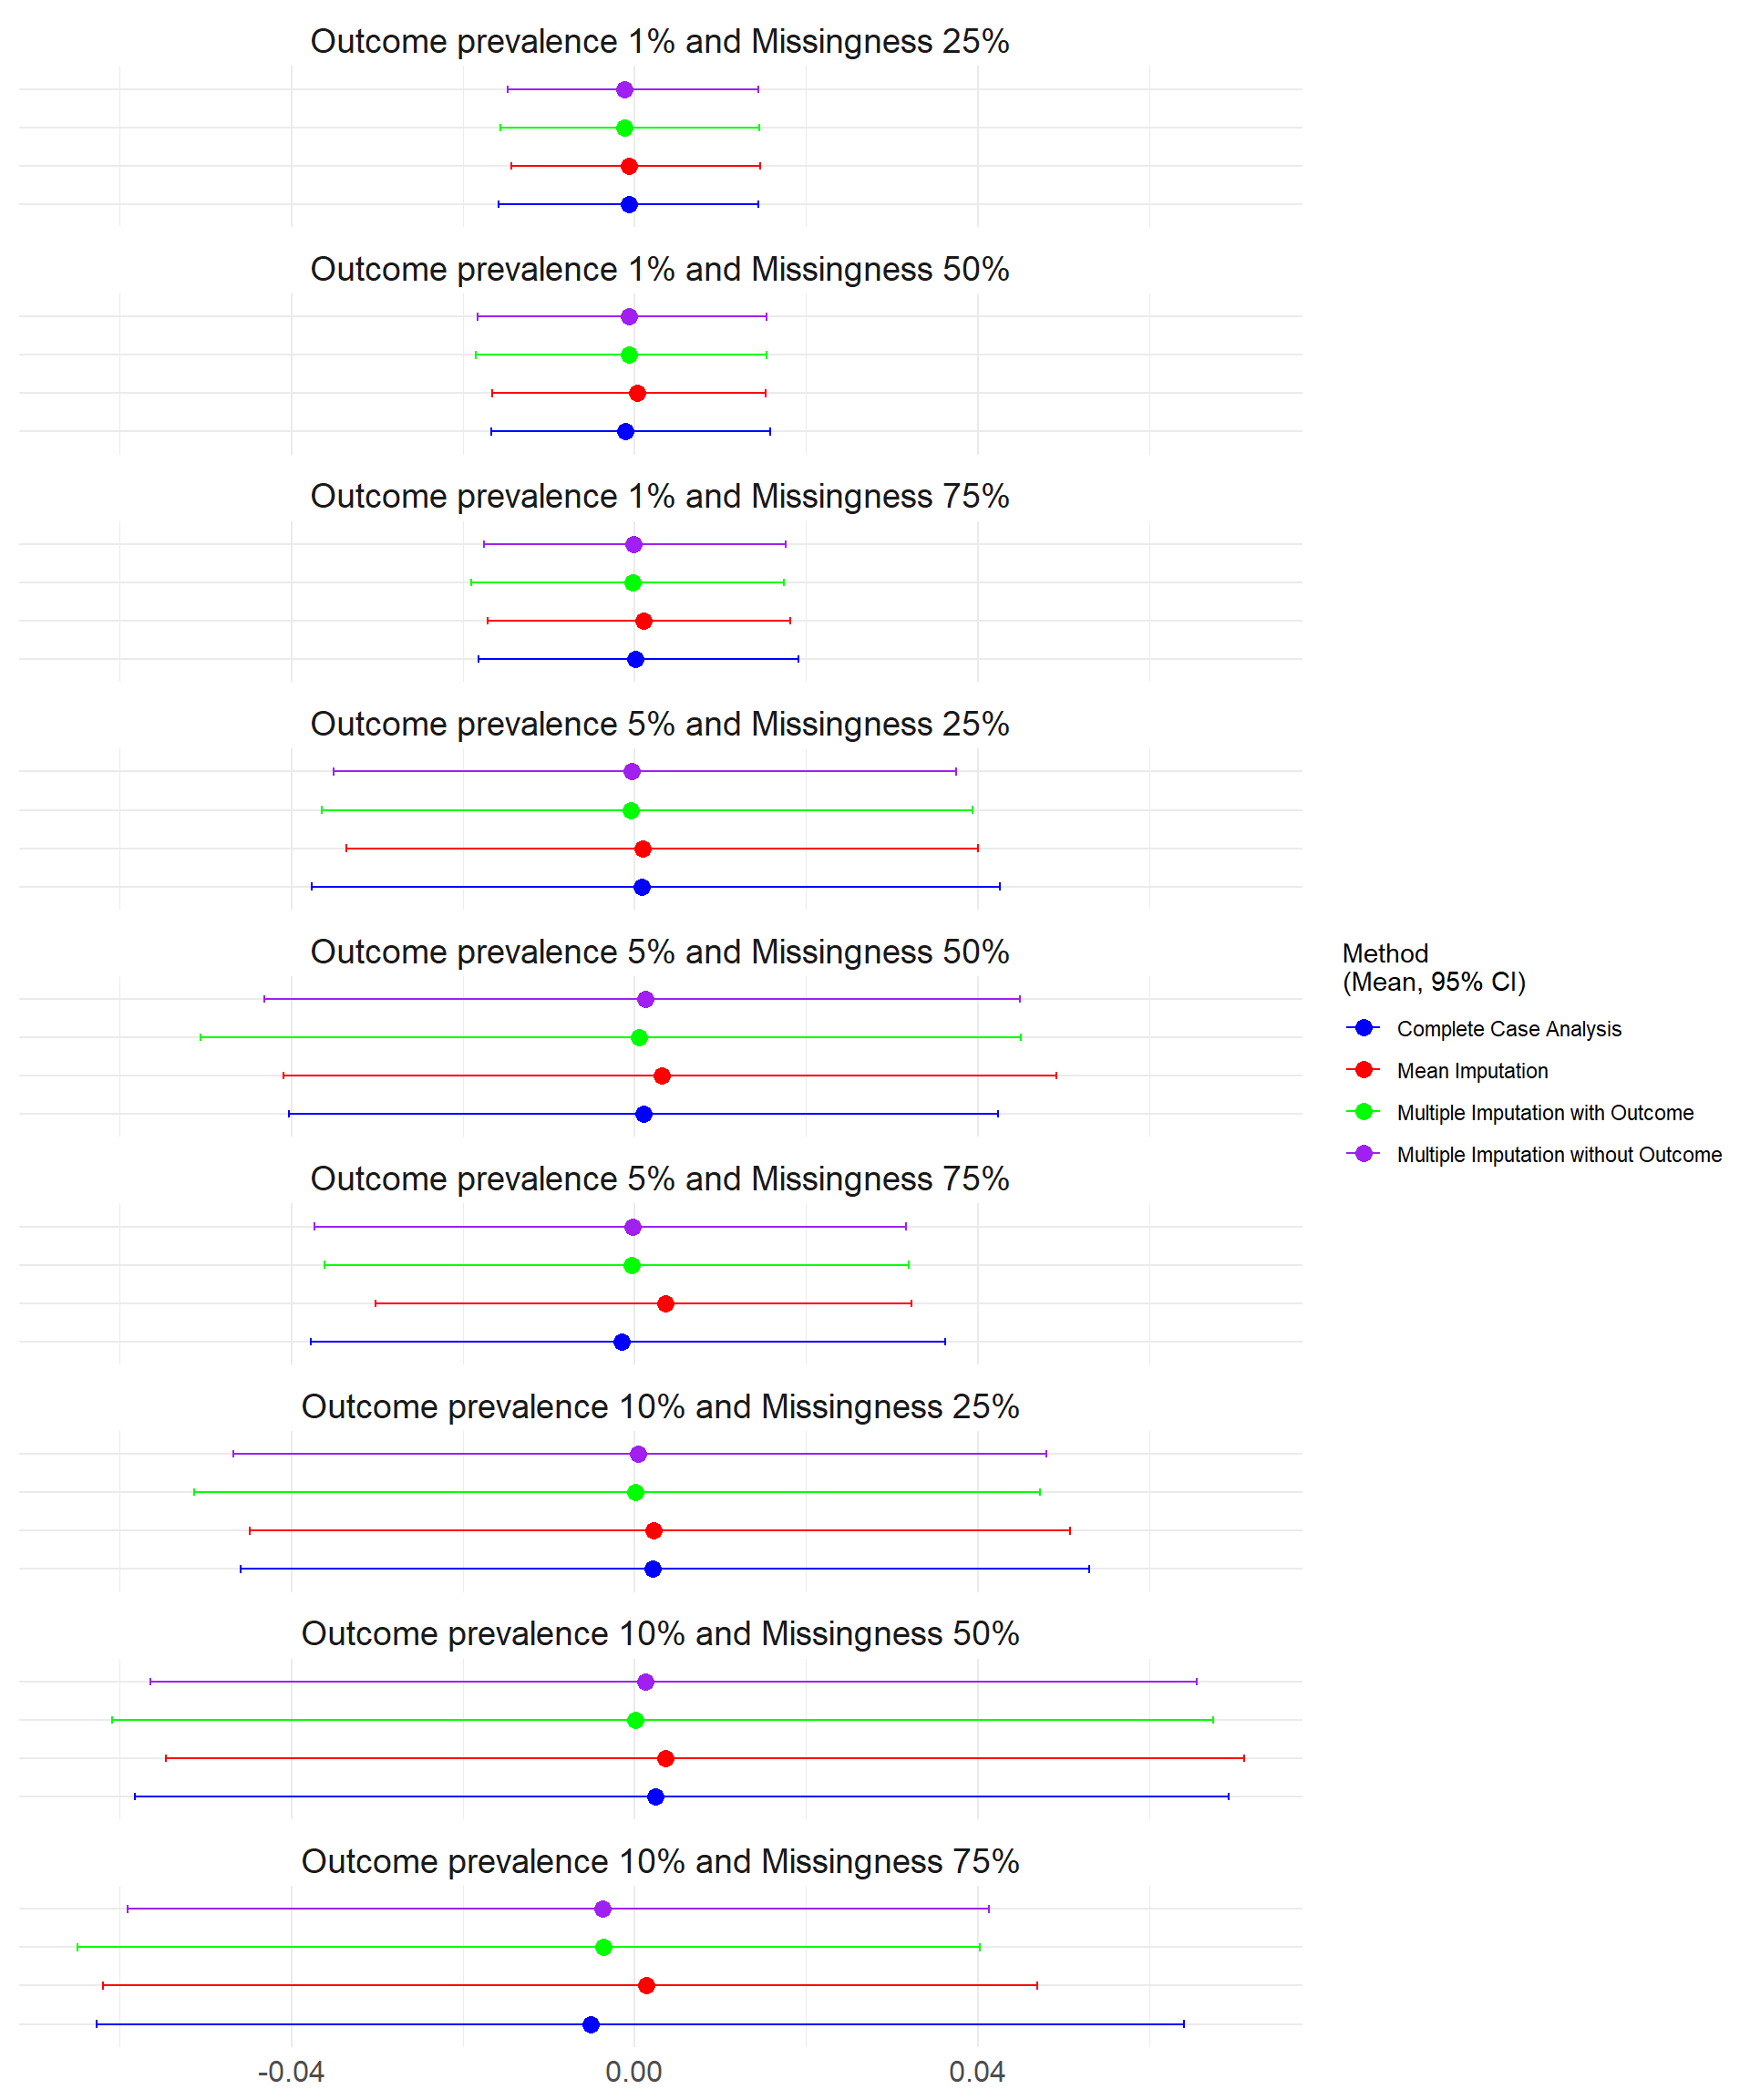 Outcome prevalence 1% and Missingness 25%
Outcome prevalence 1% and Missingness 50%
Outcome prevalence 1% and Missingness 75%
Outcome prevalence 5% and Missingness 25%
Outcome prevalence 5% and Missingness 50%
Outcome prevalence 5% and Missingness 75%
Outcome prevalence 10% and Missingness 25%
Outcome prevalence 10% and Missingness 50%
Outcome prevalence 10% and Missingness 75%
-0.04 0.00 0.04
Method
(Mean, 95% CI)
Complete Case Analysis
Mean Imputation
Multiple Imputation with Outcome
Multiple Imputation without Outcome